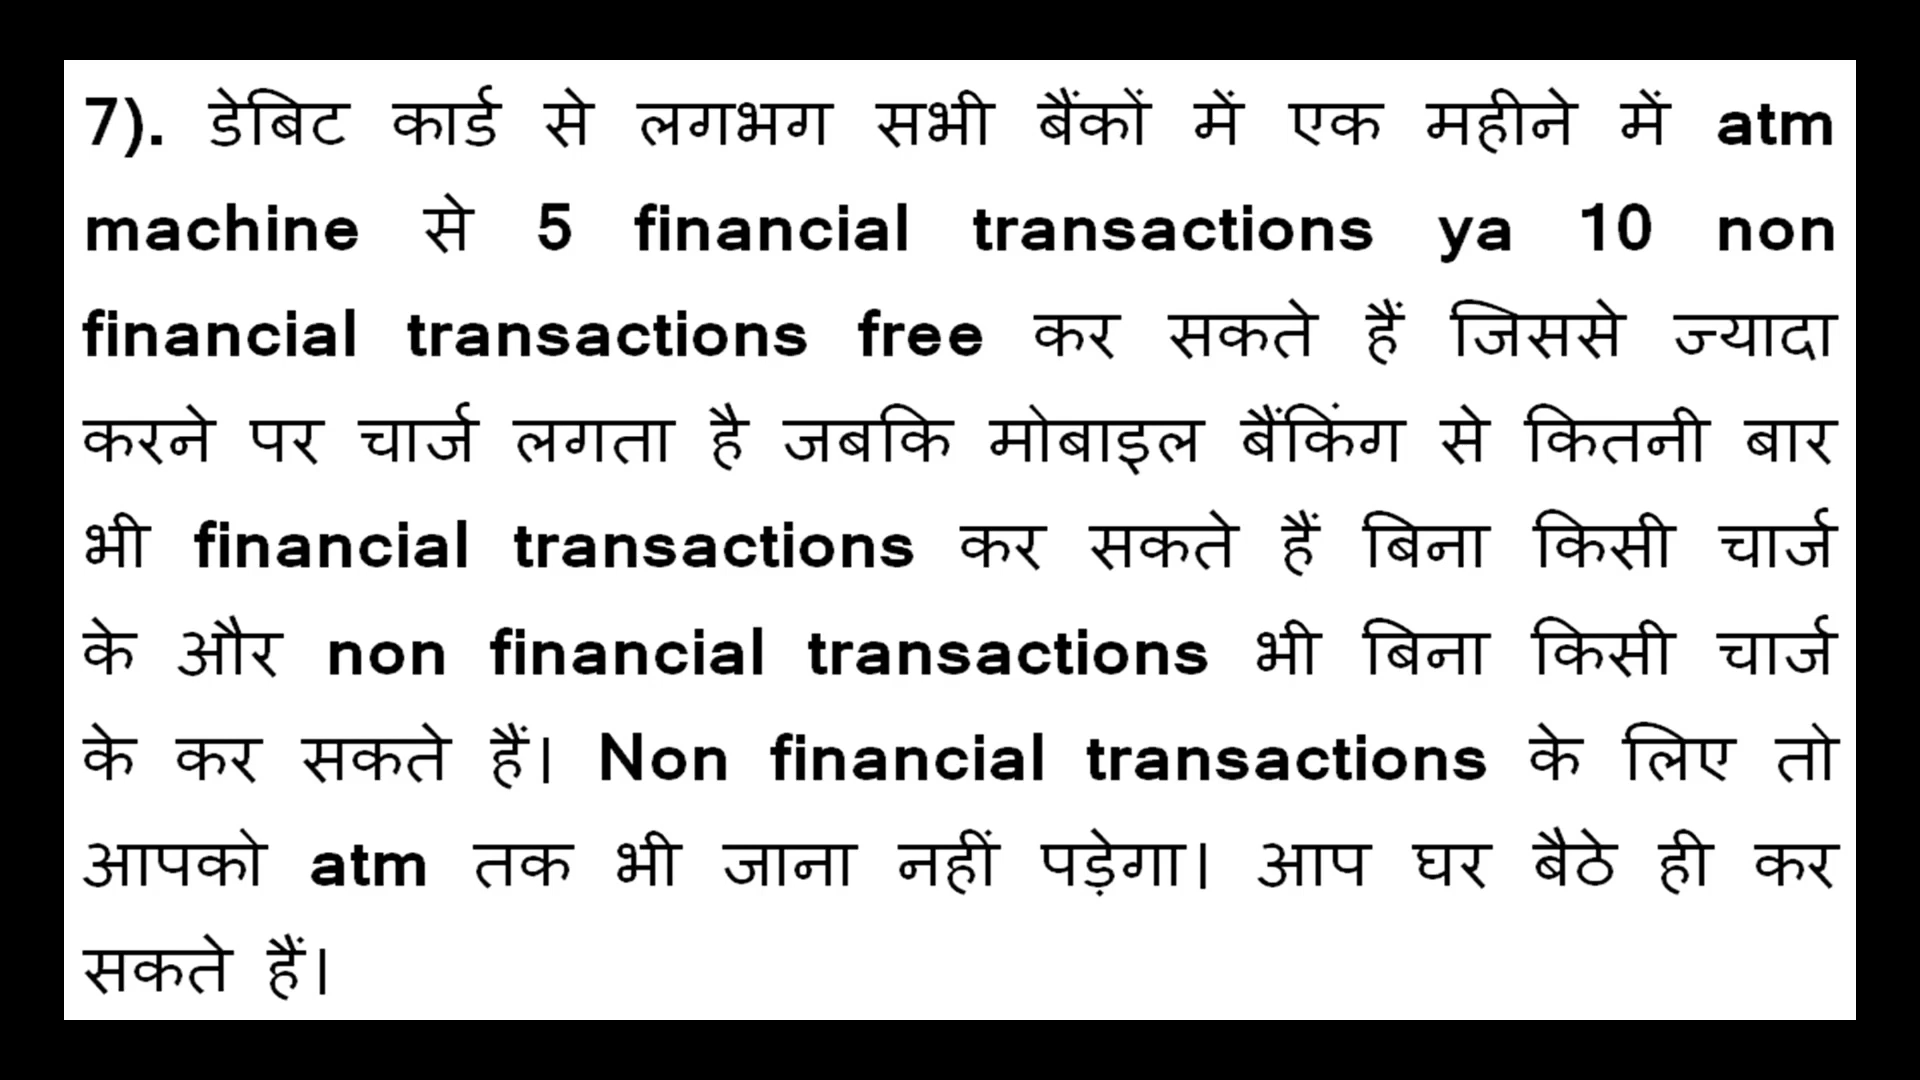 7). डेबिट कार्ड से लगभग सभी बैंकों में एक महीने में atm
machine से 5 financial transactions ya 10 non
financial transactions free कर सकते हैं जिससे ज्यादा
करने पर चार्ज लगता है जबकि मोबाइल बैंकिंग से कितनी बार
भी financial transactions कर सकते हैं बिना किसी चार्ज
के और non financial transactions भी बिना किसी चार्ज
के कर सकते हैं। Non financial transactions के लिए तो
आपको atm तक भी जाना नहीं पड़ेगा। आप घर बैठे ही कर
सकते हैं।